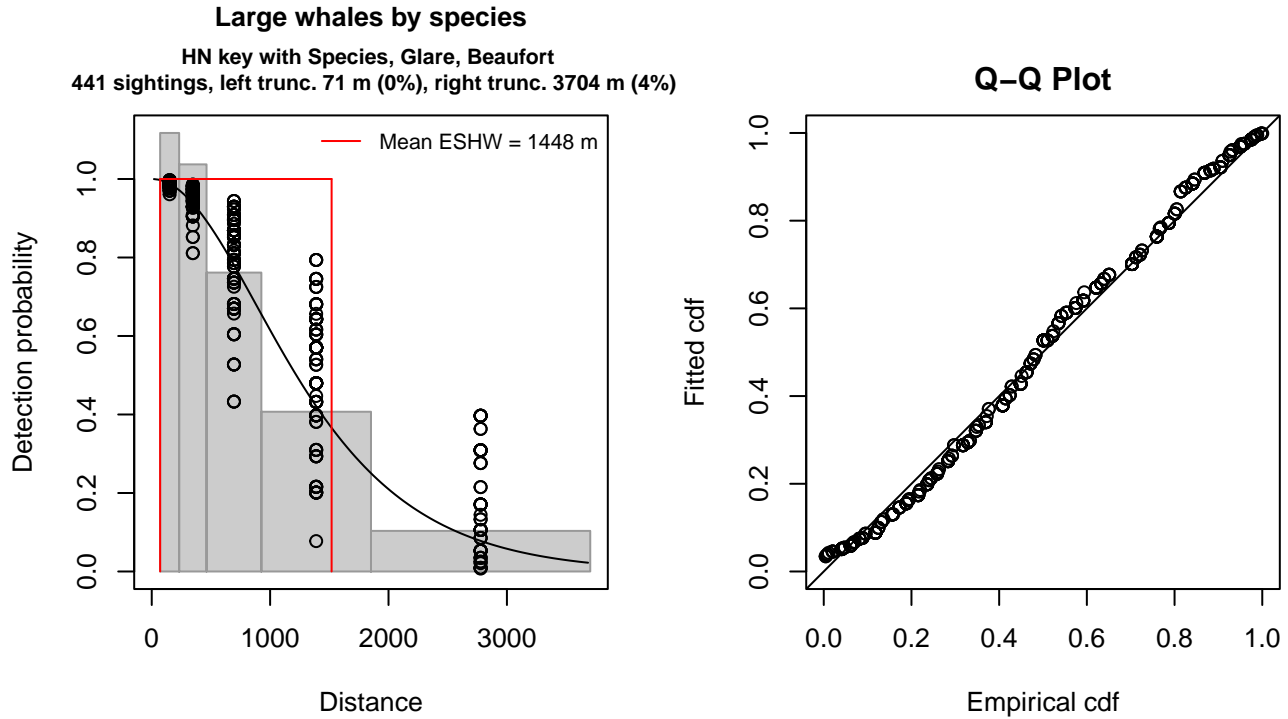 Large whales by species
HN key with Species, Glare, Beaufort
441 sightings, left trunc. 71 m (0%), right trunc. 3704 m (4%)
Mean ESHW = 1448 m
Detection probability
0.0
0.2
0.4
0.6
0.8
1.0
0
1000
2000
3000
Distance
Q−Q Plot
Fitted cdf
0.0
0.2
0.4
0.6
0.8
1.0
0.0
0.2
0.4
0.6
0.8
1.0
Empirical cdf